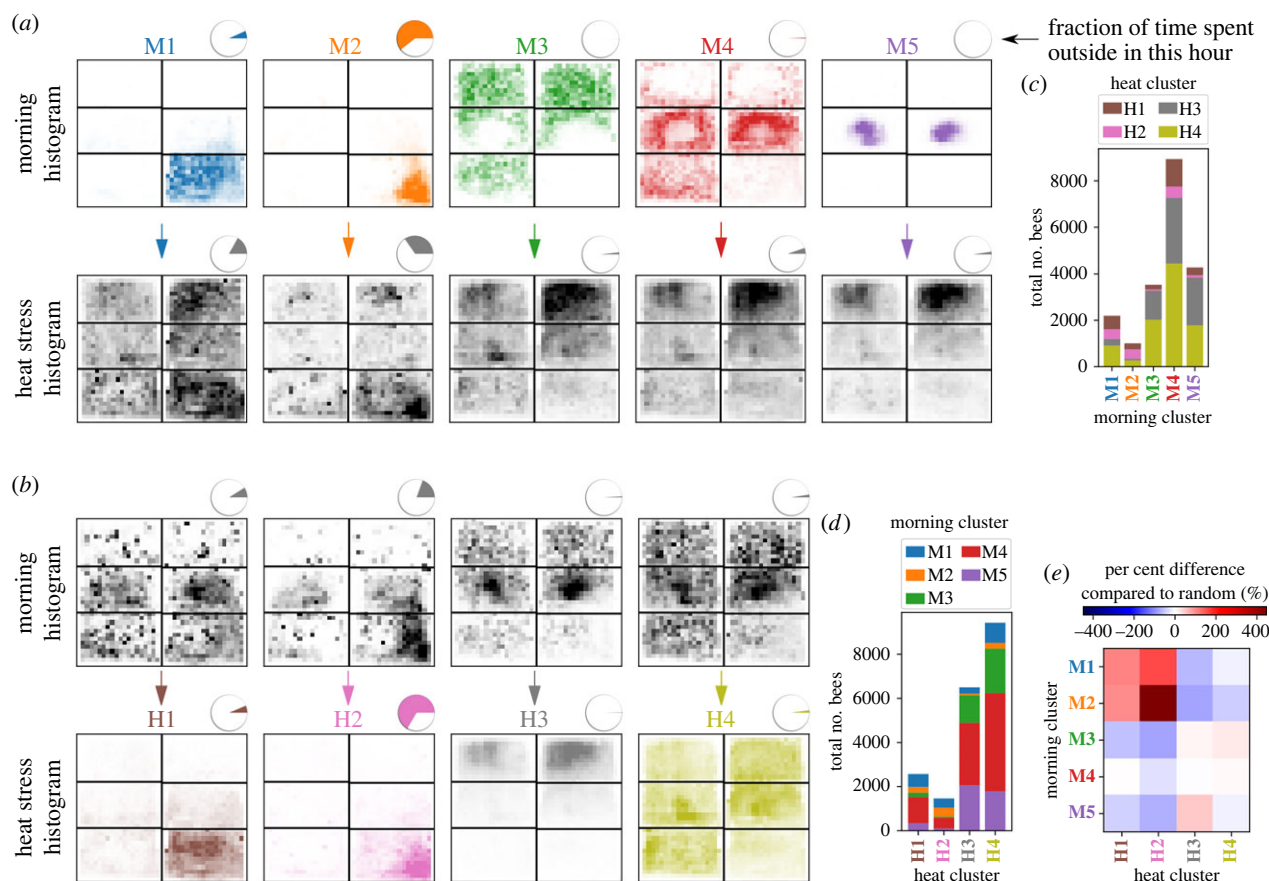 (a)
M1
M2
M3
M4
M5
fraction of time spent
outside in this hour
morning
histogram
heat stress
histogram
(c)
heat cluster
H1 H3
H2 H4
total no. bees
8000
6000
4000
2000
0
M1 M2 M3 M4 M5
morning cluster
(b)
morning
histogram
H1
H2
H3
H4
heat stress
histogram
(d)
morning cluster
M1 M4
M2 M5
M3
total no. bees
8000
6000
4000
2000
0
H1 H2 H3 H4
heat cluster
(e)
per cent difference
compared to random (%)
−400 −200 0 200 400
morning cluster
M1
M2
M3
M4
M5
H1 H2 H3 H4
heat cluster